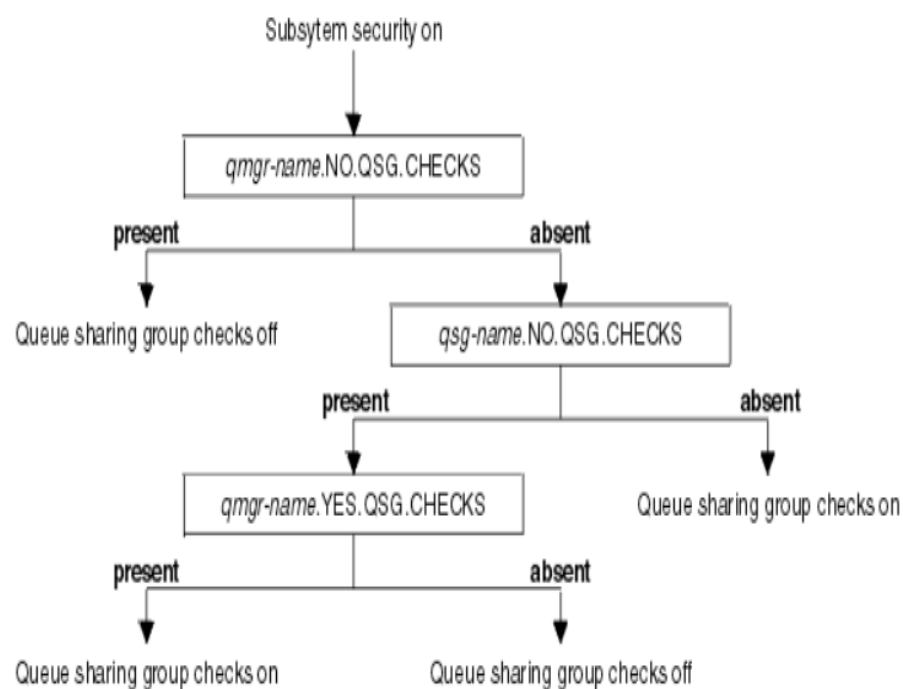 Subsytem security on
qmgr-name.NO.QSG.CHECKS
present
absent
Queue sharing group checks off
qsg-name.NO.QSG.CHECKS
present
absent
qmgr-name.YES.QSG.CHECKS
Queue sharing group checks on
present
absent
Queue sharing group checks on
Queue sharing group checks off